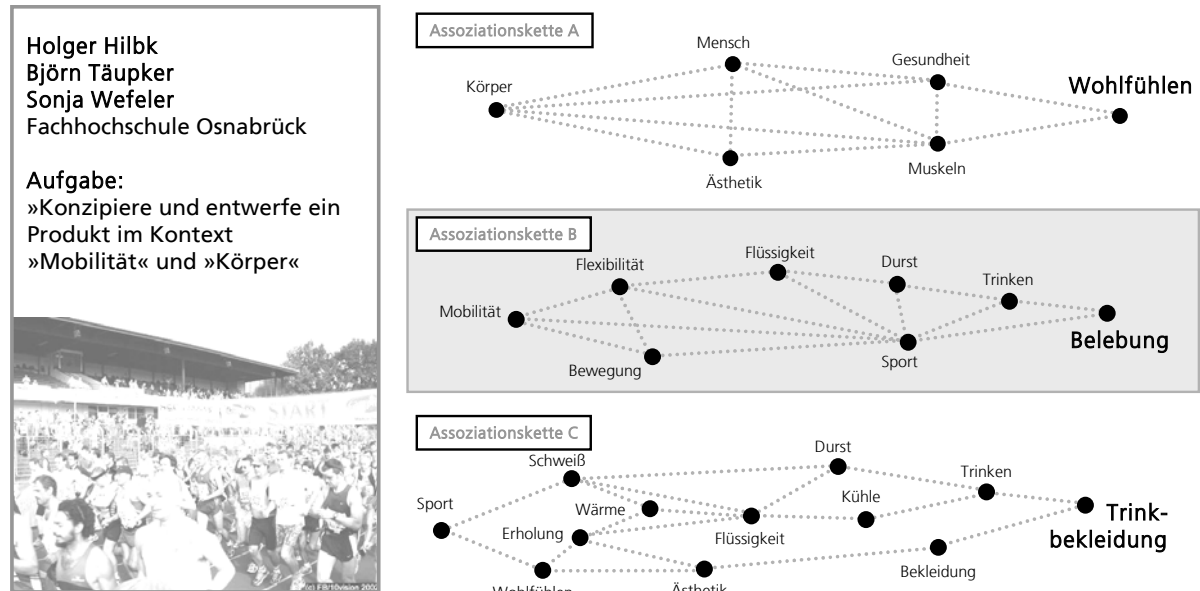 Holger Hilbk
Björn Täupker
Sonja Wefeler
Fachhochschule Osnabrück
Aufgabe:
»Konzipiere und entwerfe ein
Produkt im Kontext
»Mobilität« und »Körper«
START
Assoziationskette A
Mensch
Gesundheit
Körper
Wohlfühlen
Muskeln
Ästhetik
Assoziationskette B
Flüssigkeit
Flexibilität
Durst
Trinken
Mobilität
Belebung
Sport
Bewegung
Assoziationskette C
Durst
Schweiß
Trinken
Kühle
Sport
Wärme
Trink-
bekleidung
Erholung
Flüssigkeit
Bekleidung
Wohlfühlen
Ästhetik